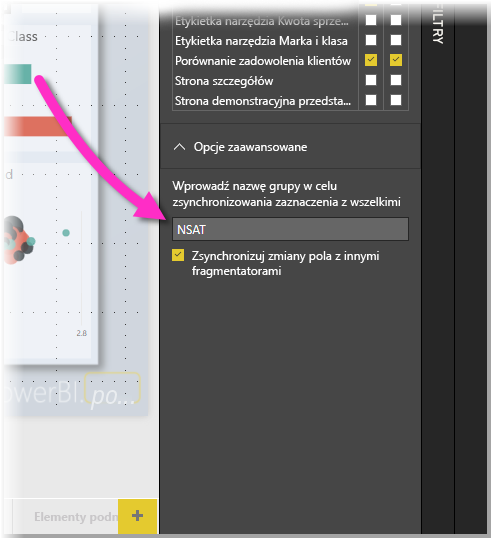 Class
d
2.8
owerBI.
po...
Elementy podn
+
Etykietka narzędzia Kwota sprze...
Etykietka narzędzia Marka i klasa
Porównanie zadowolenia klientów
Strona szczegółów
Strona demonstracyjna przedsta...
Opcje zaawansowane
Wprowadź nazwę grupy w celu
zsynchronizowania zaznaczenia z wszelkimi
NSAT
Zsynchronizuj zmiany pola z innymi
fragmentatorami
FILTRY